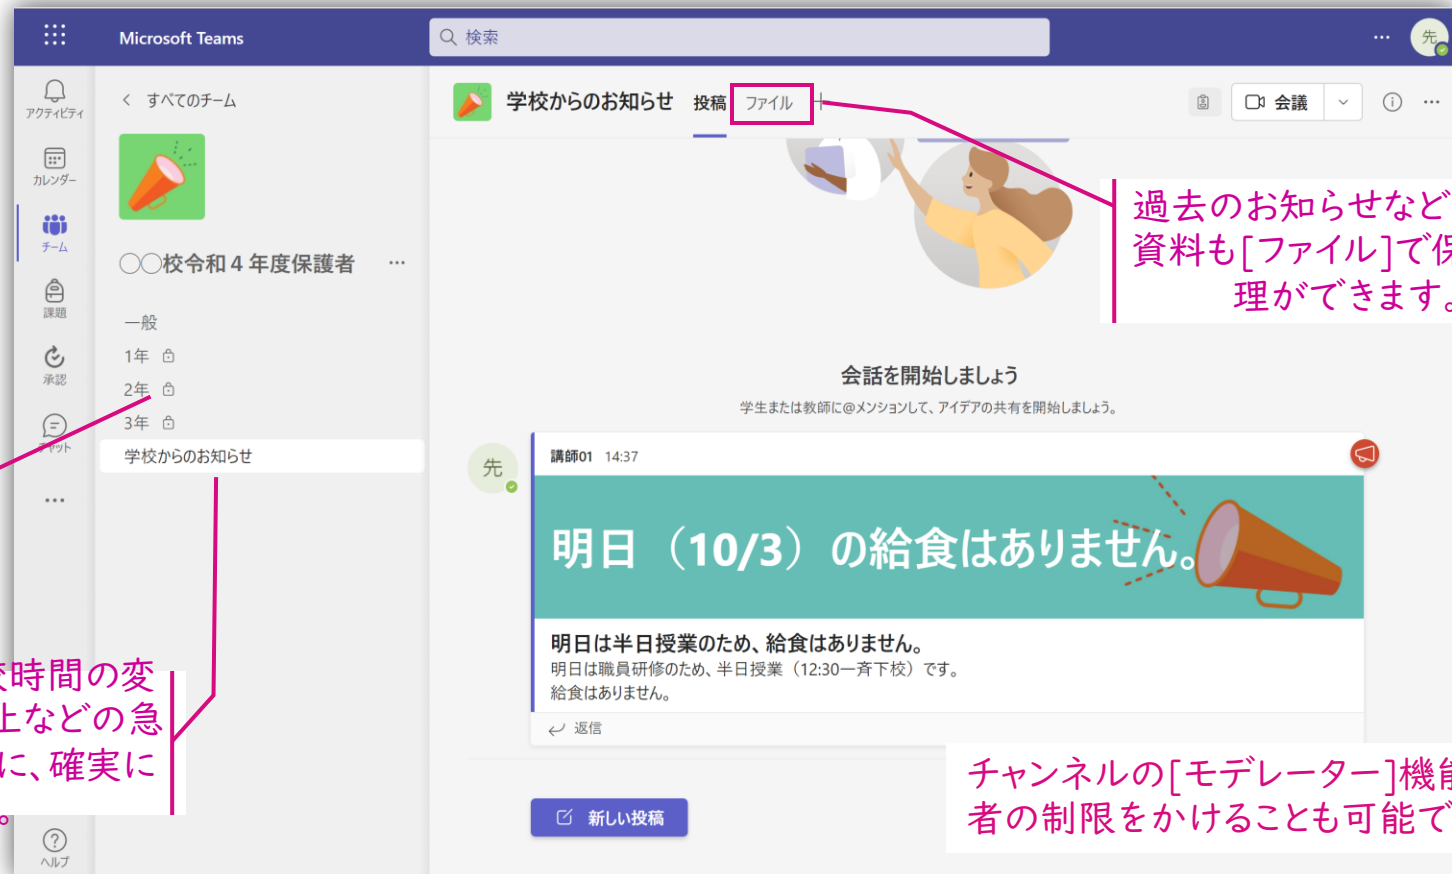 Microsoft Teams
検索
先
アクティビティ
カレンダー
チーム
課題
承認
チャット
ヘルプ
すべてのチーム
〇〇校令和４年度保護者
一般
1年
2年
3年
学校からのお知らせ
学校からのお知らせ 投稿 ファイル
会議
過去のお知らせなど
資料も[ファイル]で保
理ができます。
会話を開始しましょう
学生または教師に@メンションして、アイデアの共有を開始しましょう。
先
講師01 14:37
明日（10/3）の給食はありません。
明日は半日授業のため、給食はありません。
明日は職員研修のため、半日授業（12:30一斉下校）です。
給食はありません。
返信
新しい投稿
時間の変
などの急
に、確実に
。
チャンネルの[モデレーター]機能
者の制限をかけることも可能で